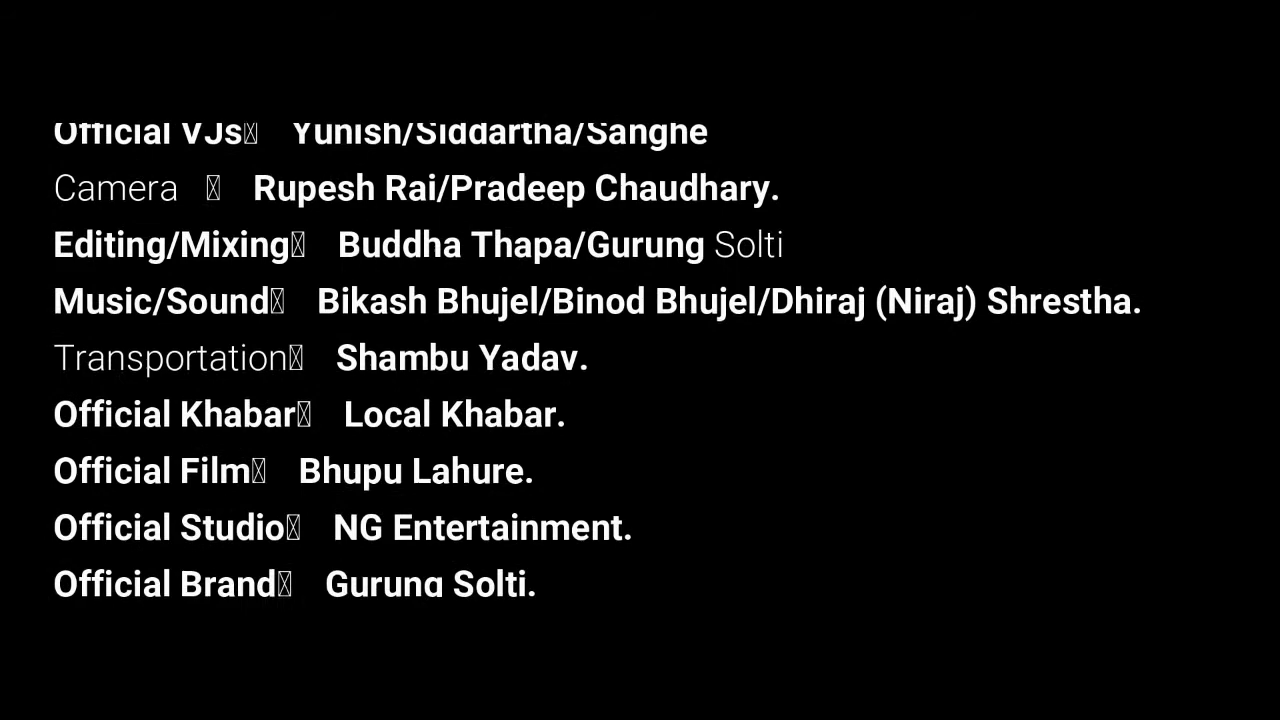 Official VJs Yunish/Siddartha/Sanghe
Camera Rupesh Rai/Pradeep Chaudhary.
Editing/Mixing Buddha Thapa/Gurung Solti
Music/Sound Bikash Bhujel/Binod Bhujel/Dhiraj (Niraj) Shrestha.
Transportation Shambu Yadav.
Official Khabar Local Khabar.
Official Film Bhupu Lahure.
Official Studio NG Entertainment.
Official Brand Gurung Solti.